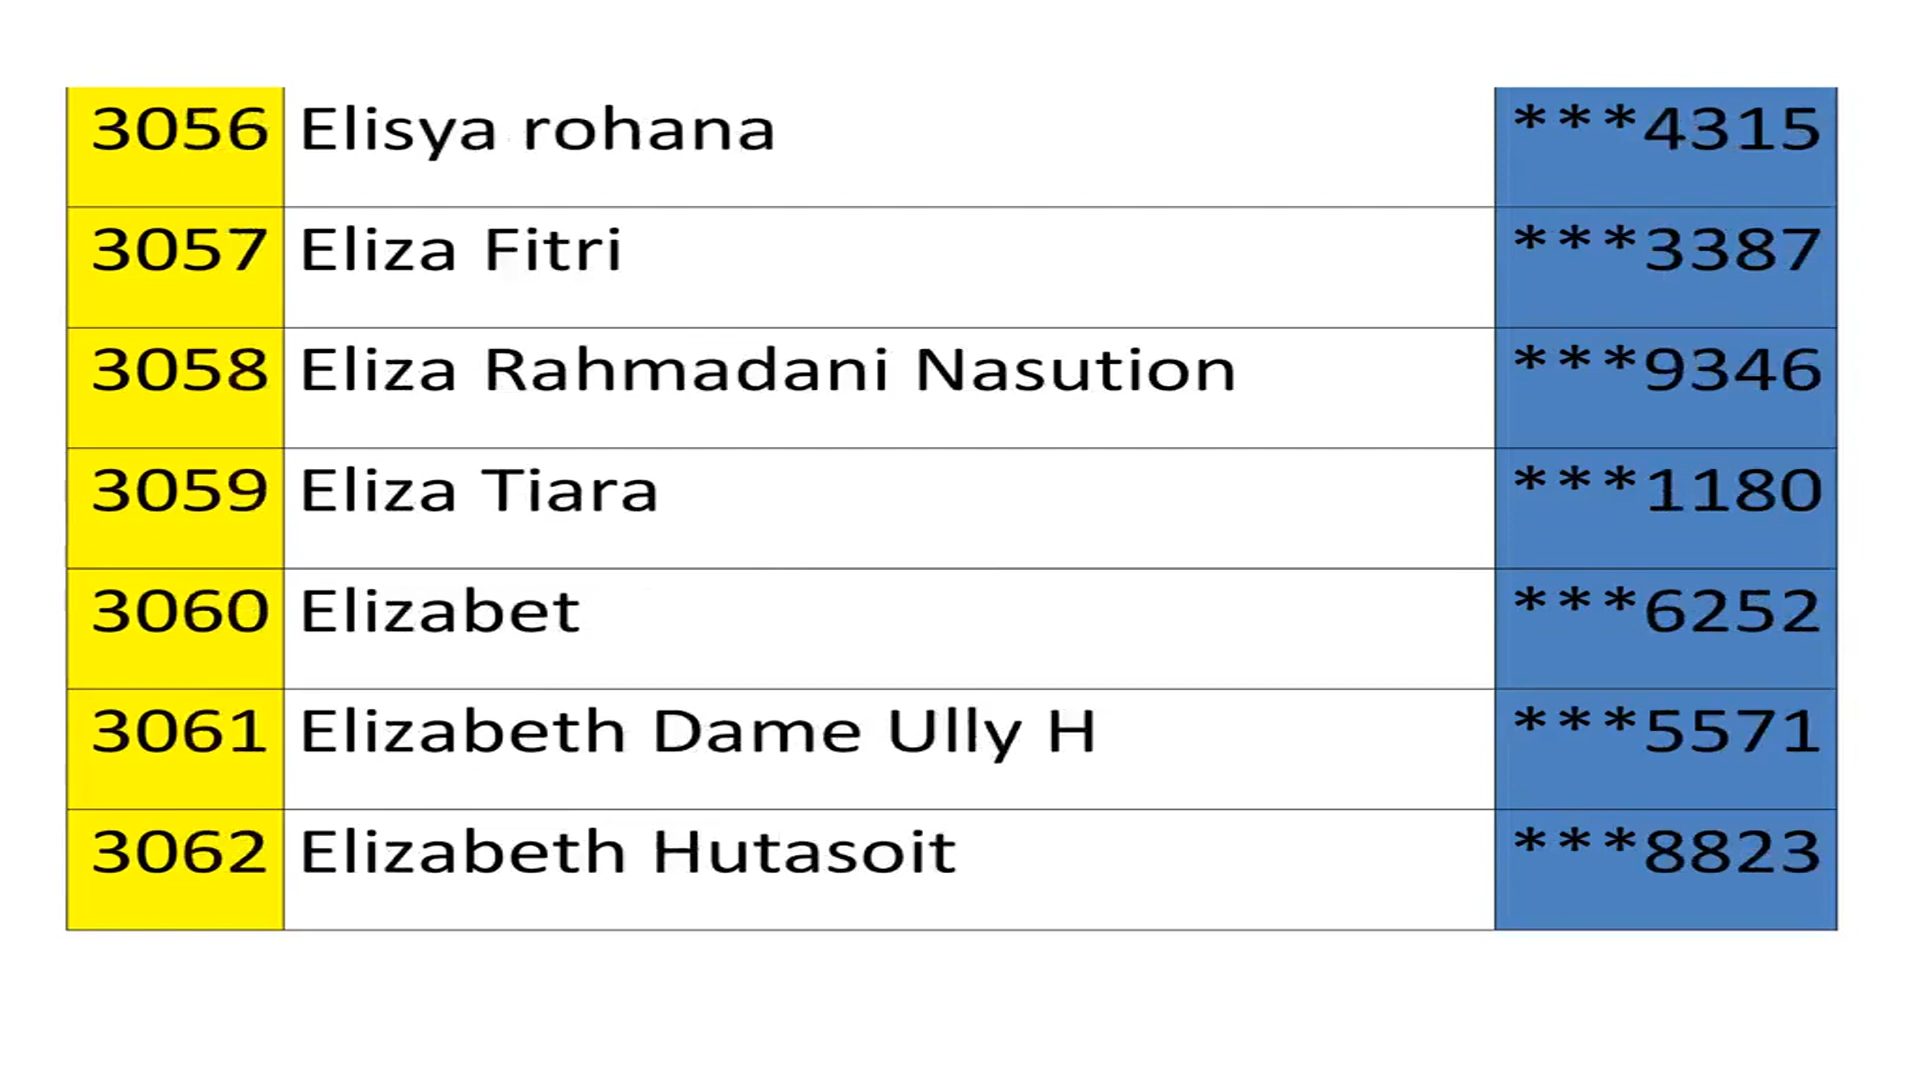 3056 Elisya rohana ***4315
3057 Eliza Fitri ***3387
3058 Eliza Rahmadani Nasution ***9346
3059 Eliza Tiara ***1180
3060 Elizabet ***6252
3061 Elizabeth Dame Ully H ***5571
3062 Elizabeth Hutasoit ***8823